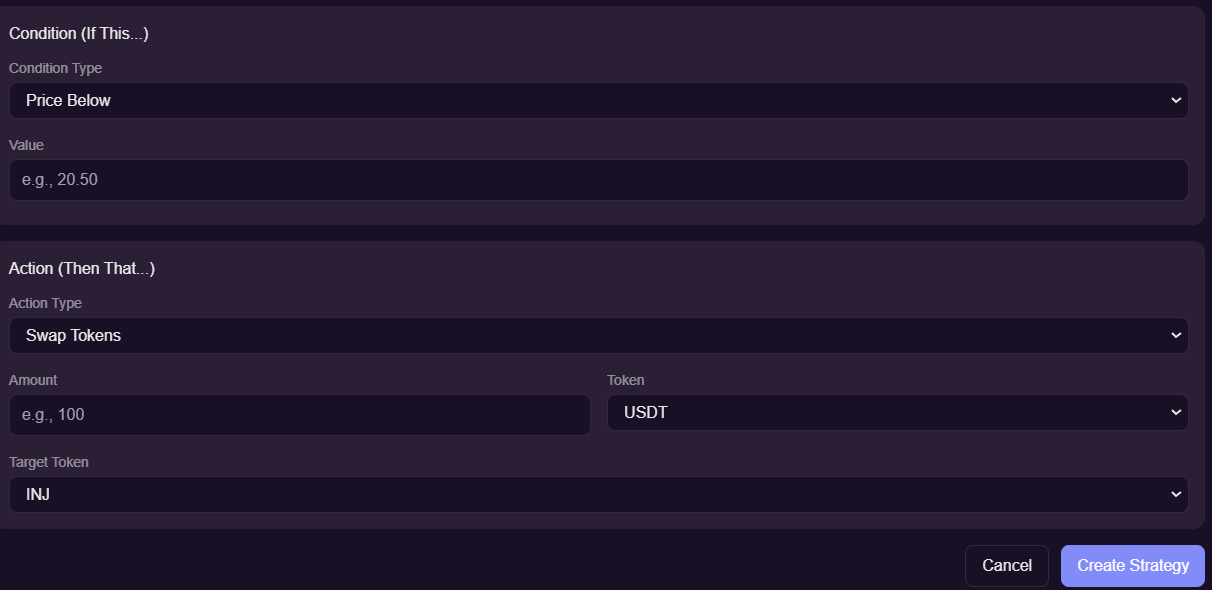 Condition (If This...)
Condition Type
Price Below
Value
e.g., 20.50
Action (Then That...)
Action Type
Swap Tokens
Amount
Token
e.g., 100
USDT
Target Token
INJ
Cancel
Create Strategy